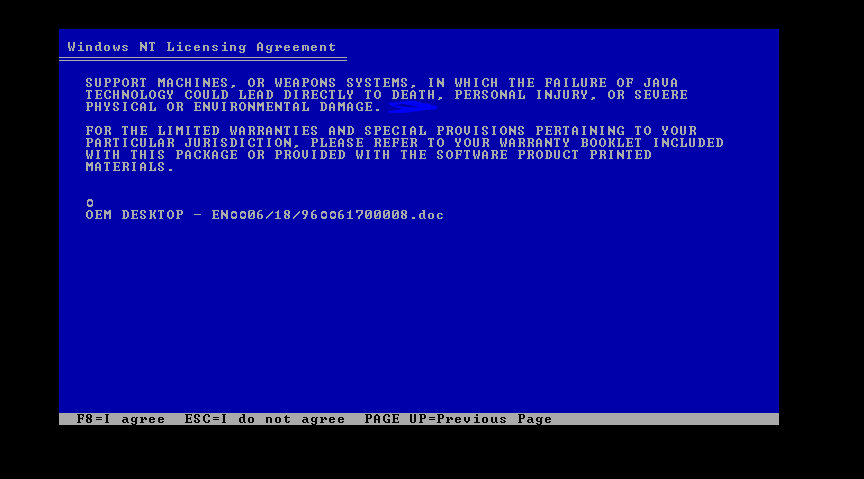 Windows NT Licensing Agreement
SUPPORT MACHINES, OR WEAPONS SYSTEMS, IN WHICH THE FAILURE OF JAVA
TECHNOLOGY COULD LEAD DIRECTLY TO DEATH, PERSONAL INJURY, OR SEVERE
PHYSICAL OR ENVIRONMENTAL DAMAGE.
FOR THE LIMITED WARRANTIES AND SPECIAL PROVISIONS PERTAINING TO YOUR
PARTICULAR JURISDICTION, PLEASE REFER TO YOUR WARRANTY BOOKLET INCLUDED
WITH THIS PACKAGE OR PROVIDED WITH THE SOFTWARE PRODUCT PRINTED
MATERIALS.
o
OEM DESKTOP - ENoo06/18/96oo61700008.doc
F8=I agree  ESC=I do not agree  PAGE UP=Previous Page